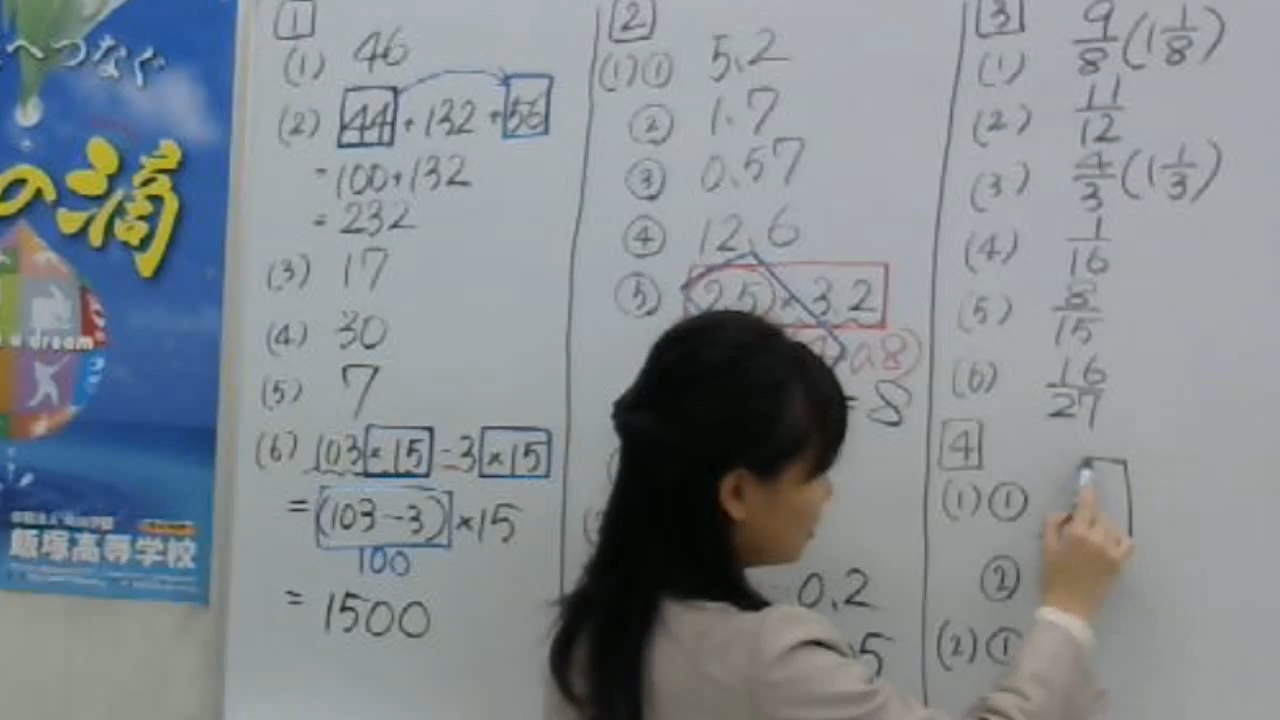 へつなぐ
の滴
a dream
飯塚高等学校
1
(1) 46
(2) 44 + 132 + 56
= 100 + 132
= 232
(3) 17
(4) 30
(5) 7
(6) 103 × 15 - 3 × 15
= (103 - 3) × 15
100
= 1500
2
(1) ① 5.2
② 1.7
③ 0.57
④ 12.6
⑤ 2.5 × 3.2
8
0.2
5
3
(1) 9/8 (1 1/8)
(2) 11/12
(3) 4/3 (1 1/3)
(4) 1/16
(5) 8/15
(6) 16/27
4
(1) ①
②
(2) ①